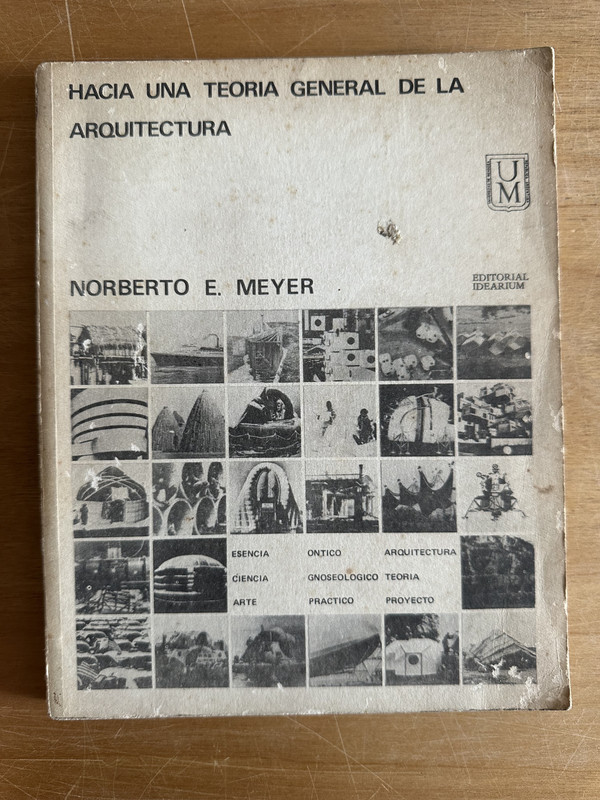 HACIA UNA TEORIA GENERAL DE LA
ARQUITECTURA
UM
NORBERTO E. MEYER
EDITORIAL
IDEARIUM
ESENCIA ONTICO ARQUITECTURA
CIENCIA GNOSEOLOGICO TEORIA
ARTE PRACTICO PROYECTO